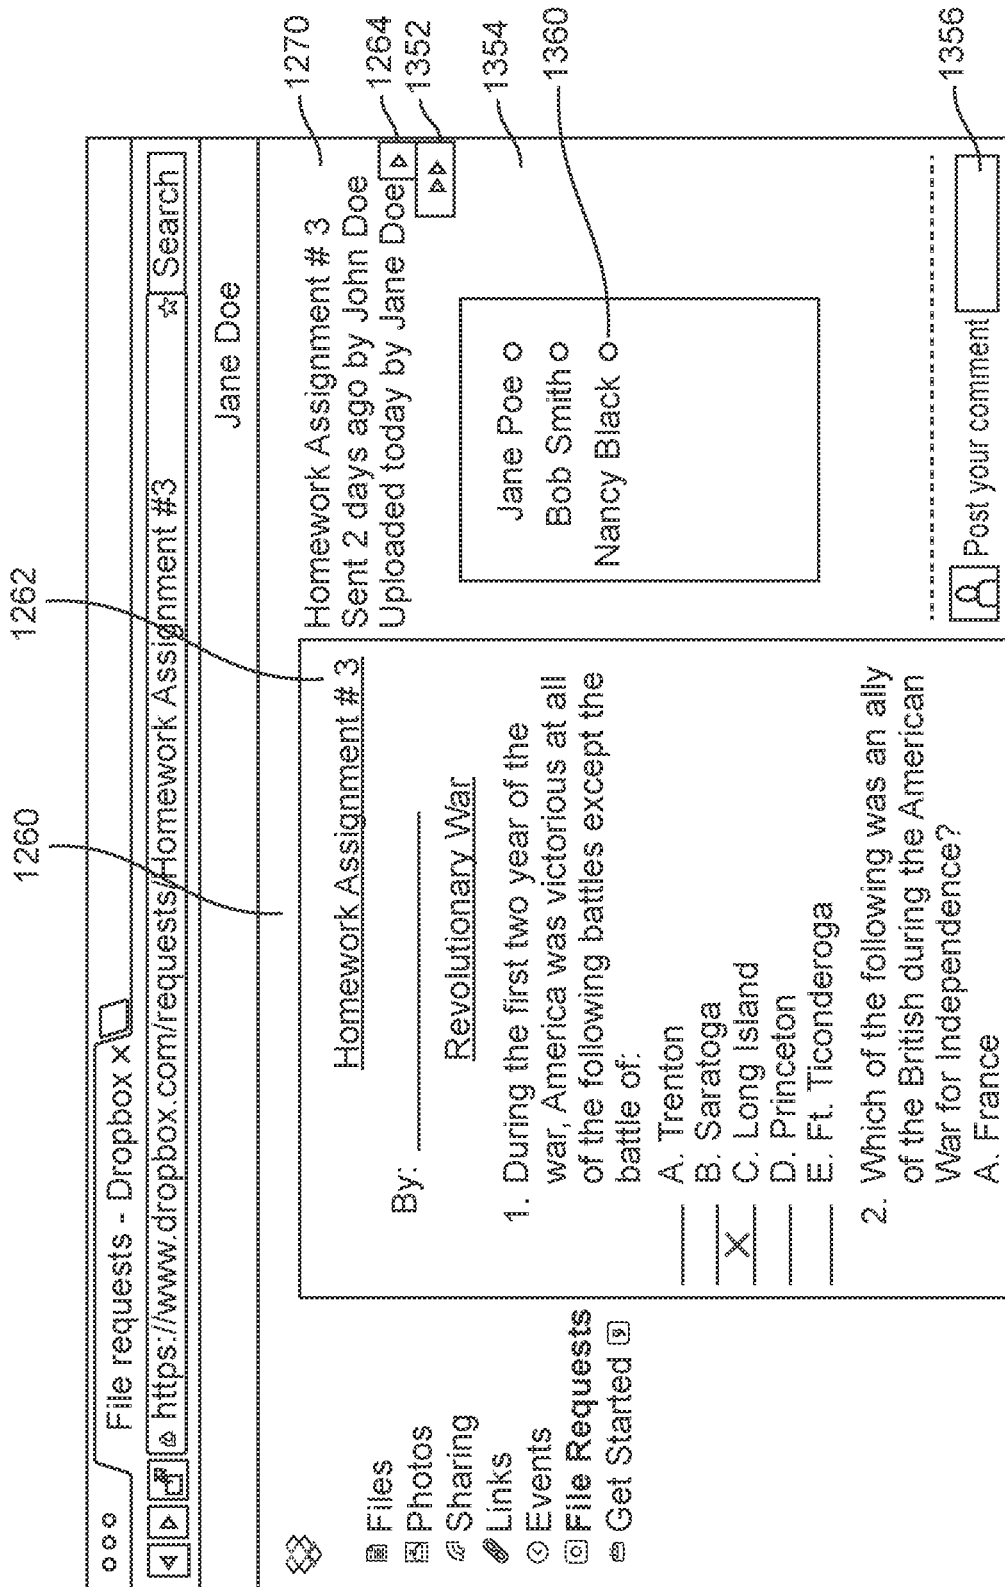 1260
1262
File requests - Dropbox x
https://www.dropbox.com/requests/Homework Assignment #3
Search
Jane Doe
Files
Photos
Sharing
Links
Events
File Requests
Get Started
Homework Assignment # 3
By:
Revolutionary War
1. During the first two year of the
war, America was victorious at all
of the following battles except the
battle of:
A. Trenton
B. Saratoga
X C. Long Island
D. Princeton
E. Ft. Ticonderoga
2. Which of the following was an ally
of the British during the American
War for Independence?
A. France
Homework Assignment # 3
Sent 2 days ago by John Doe
Uploaded today by Jane Doe
Jane Poe
Bob Smith
Nancy Black
Post your comment
1270
1264
1352
1354
1360
1356